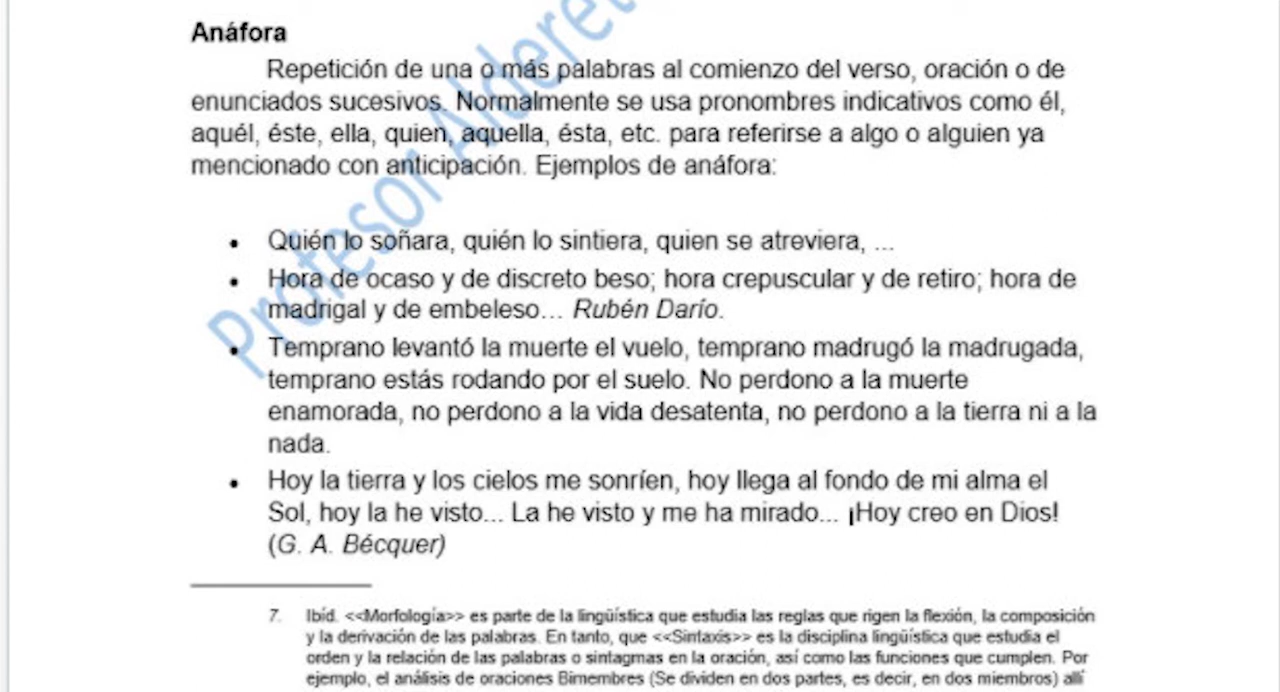 Anáfora
Repetición de una o más palabras al comienzo del verso, oración o de
enunciados sucesivos. Normalmente se usa pronombres indicativos como él,
aquél, éste, ella, quien, aquella, ésta, etc. para referirse a algo o alguien ya
mencionado con anticipación. Ejemplos de anáfora:
• Quién lo soñara, quién lo sintiera, quien se atreviera, ...
• Hora de ocaso y de discreto beso; hora crepuscular y de retiro; hora de
madrigal y de embeleso... Rubén Darío.
• Temprano levantó la muerte el vuelo, temprano madrugó la madrugada,
temprano estás rodando por el suelo. No perdono a la muerte
enamorada, no perdono a la vida desatenta, no perdono a la tierra ni a la
nada.
• Hoy la tierra y los cielos me sonríen, hoy llega al fondo de mi alma el
Sol, hoy la he visto... La he visto y me ha mirado... ¡Hoy creo en Dios!
(G. A. Bécquer)
7. Ibíd. <<Morfología>> es parte de la lingüística que estudia las reglas que rigen la flexión, la composición
y la derivación de las palabras. En tanto, que <<Sintaxis>> es la disciplina lingüística que estudia el
orden y la relación de las palabras o sintagmas en la oración, así como las funciones que cumplen. Por
ejemplo, el análisis de oraciones Bimembres (Se dividen en dos partes, es decir, en dos miembros) allí
Profesor Alderet